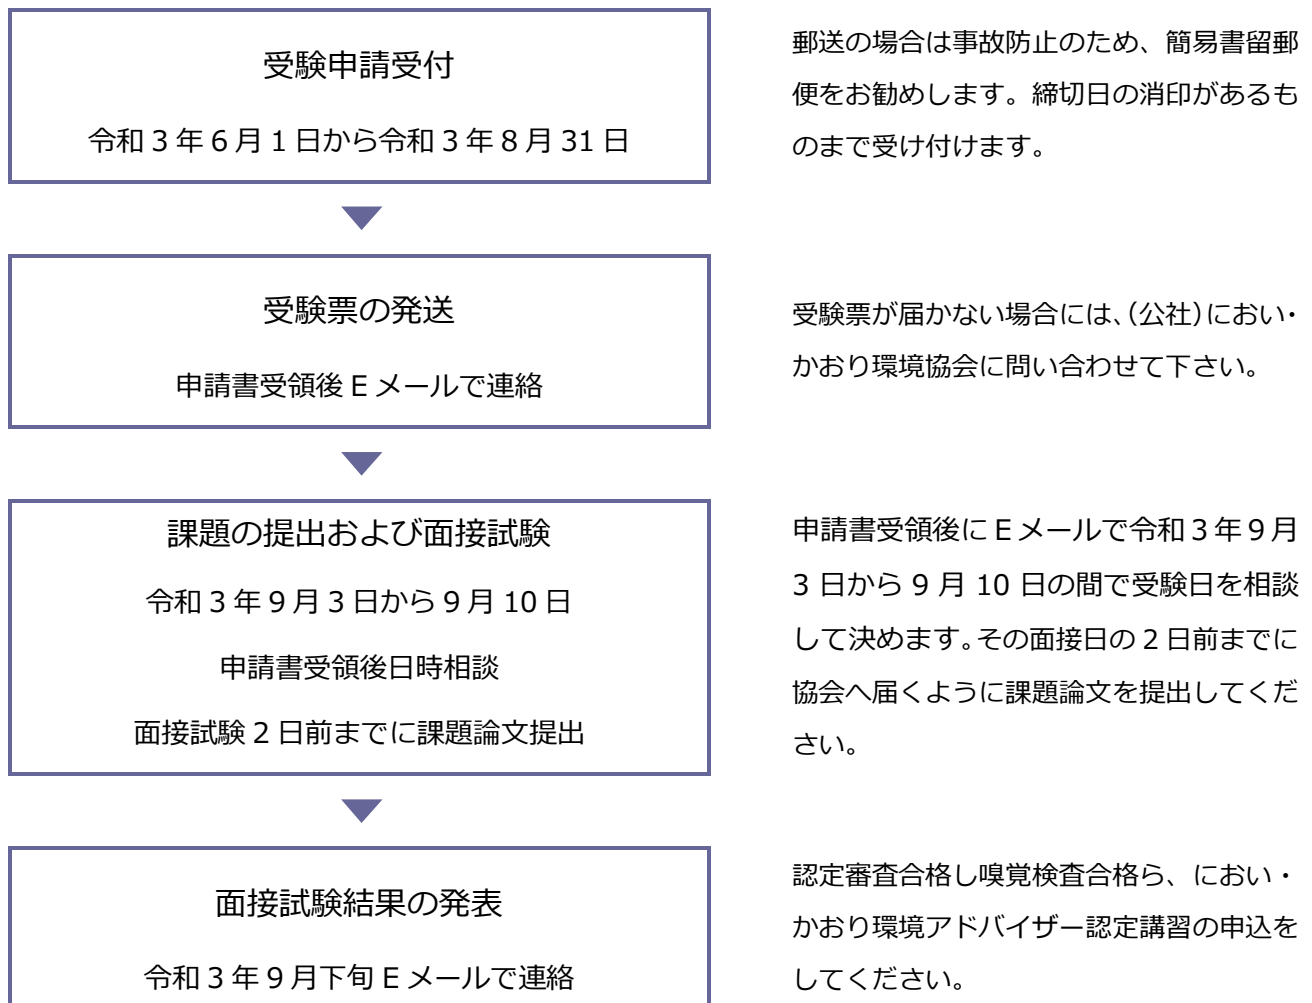 受験申請受付
令和3年6月1日から令和3年8月31日
郵送の場合は事故防止のため、簡易書留郵
便をお勧めします。締切日の消印があるも
のまで受け付けます。
受験票の発送
申請書受領後Eメールで連絡
受験票が届かない場合には、（公社）におい・
かおり環境協会に問い合わせて下さい。
課題の提出および面接試験
令和3年9月3日から9月10日
申請書受領後日時相談
面接試験2日前までに課題論文提出
申請書受領後にEメールで令和3年9月
3日から9月10日の間で受験日を相談
して決めます。その面接日の2日前までに
協会へ届くように課題論文を提出してくだ
さい。
面接試験結果の発表
令和3年9月下旬Eメールで連絡
認定審査合格し嗅覚検査合格ら、におい・
かおり環境アドバイザー認定講習の申込を
してください。